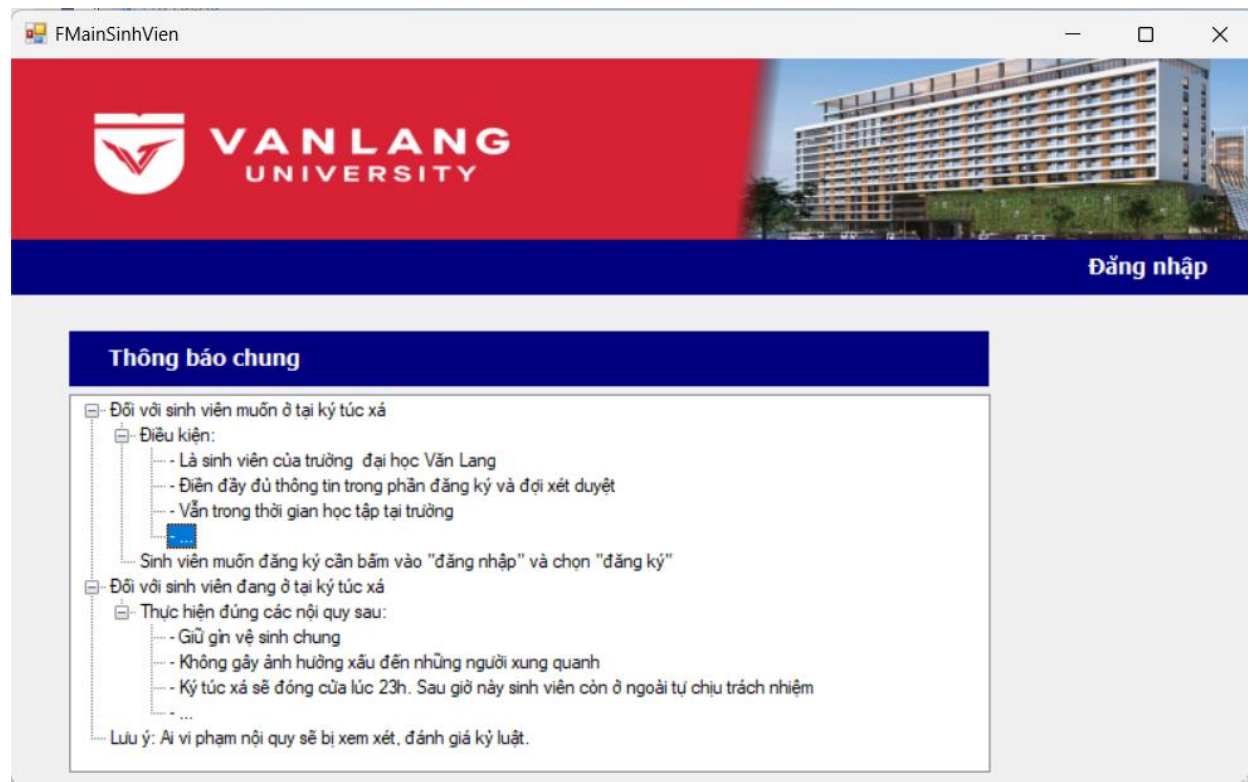 FMainSinhVien
VANLANG
UNIVERSITY
Đăng nhập
Thông báo chung
Đối với sinh viên muốn ở tại ký túc xá
Điều kiện:
- Là sinh viên của trường  đại học Văn Lang
- Điền đầy đủ thông tin trong phần đăng ký và đợi xét duyệt
- Vẫn trong thời gian học tập tại trường
- ...
Sinh viên muốn đăng ký cần bấm vào "đăng nhập" và chọn "đăng ký"
Đối với sinh viên đang ở tại ký túc xá
Thực hiện đúng các nội quy sau:
- Giữ gìn vệ sinh chung
- Không gây ảnh hưởng xấu đến những người xung quanh
- Ký túc xá sẽ đóng cửa lúc 23h. Sau giờ này sinh viên còn ở ngoài tự chịu trách nhiệm
- ...
Lưu ý: Ai vi phạm nội quy sẽ bị xem xét, đánh giá kỷ luật.